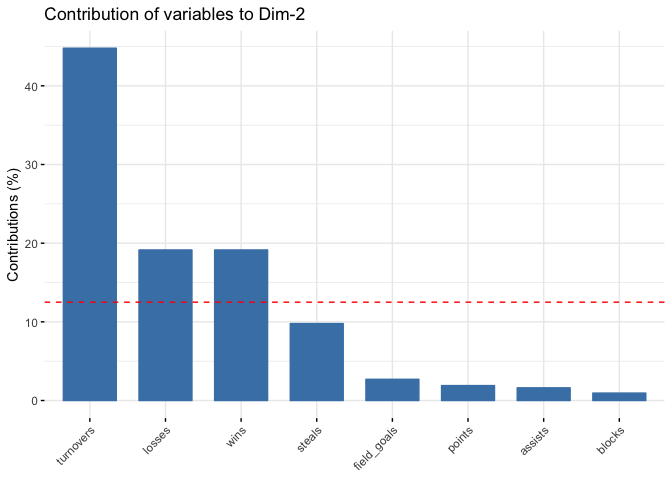 Contribution of variables to Dim-2
Contributions (%)
40
30
20
10
0
turnovers
losses
wins
steals
field_goals
points
assists
blocks